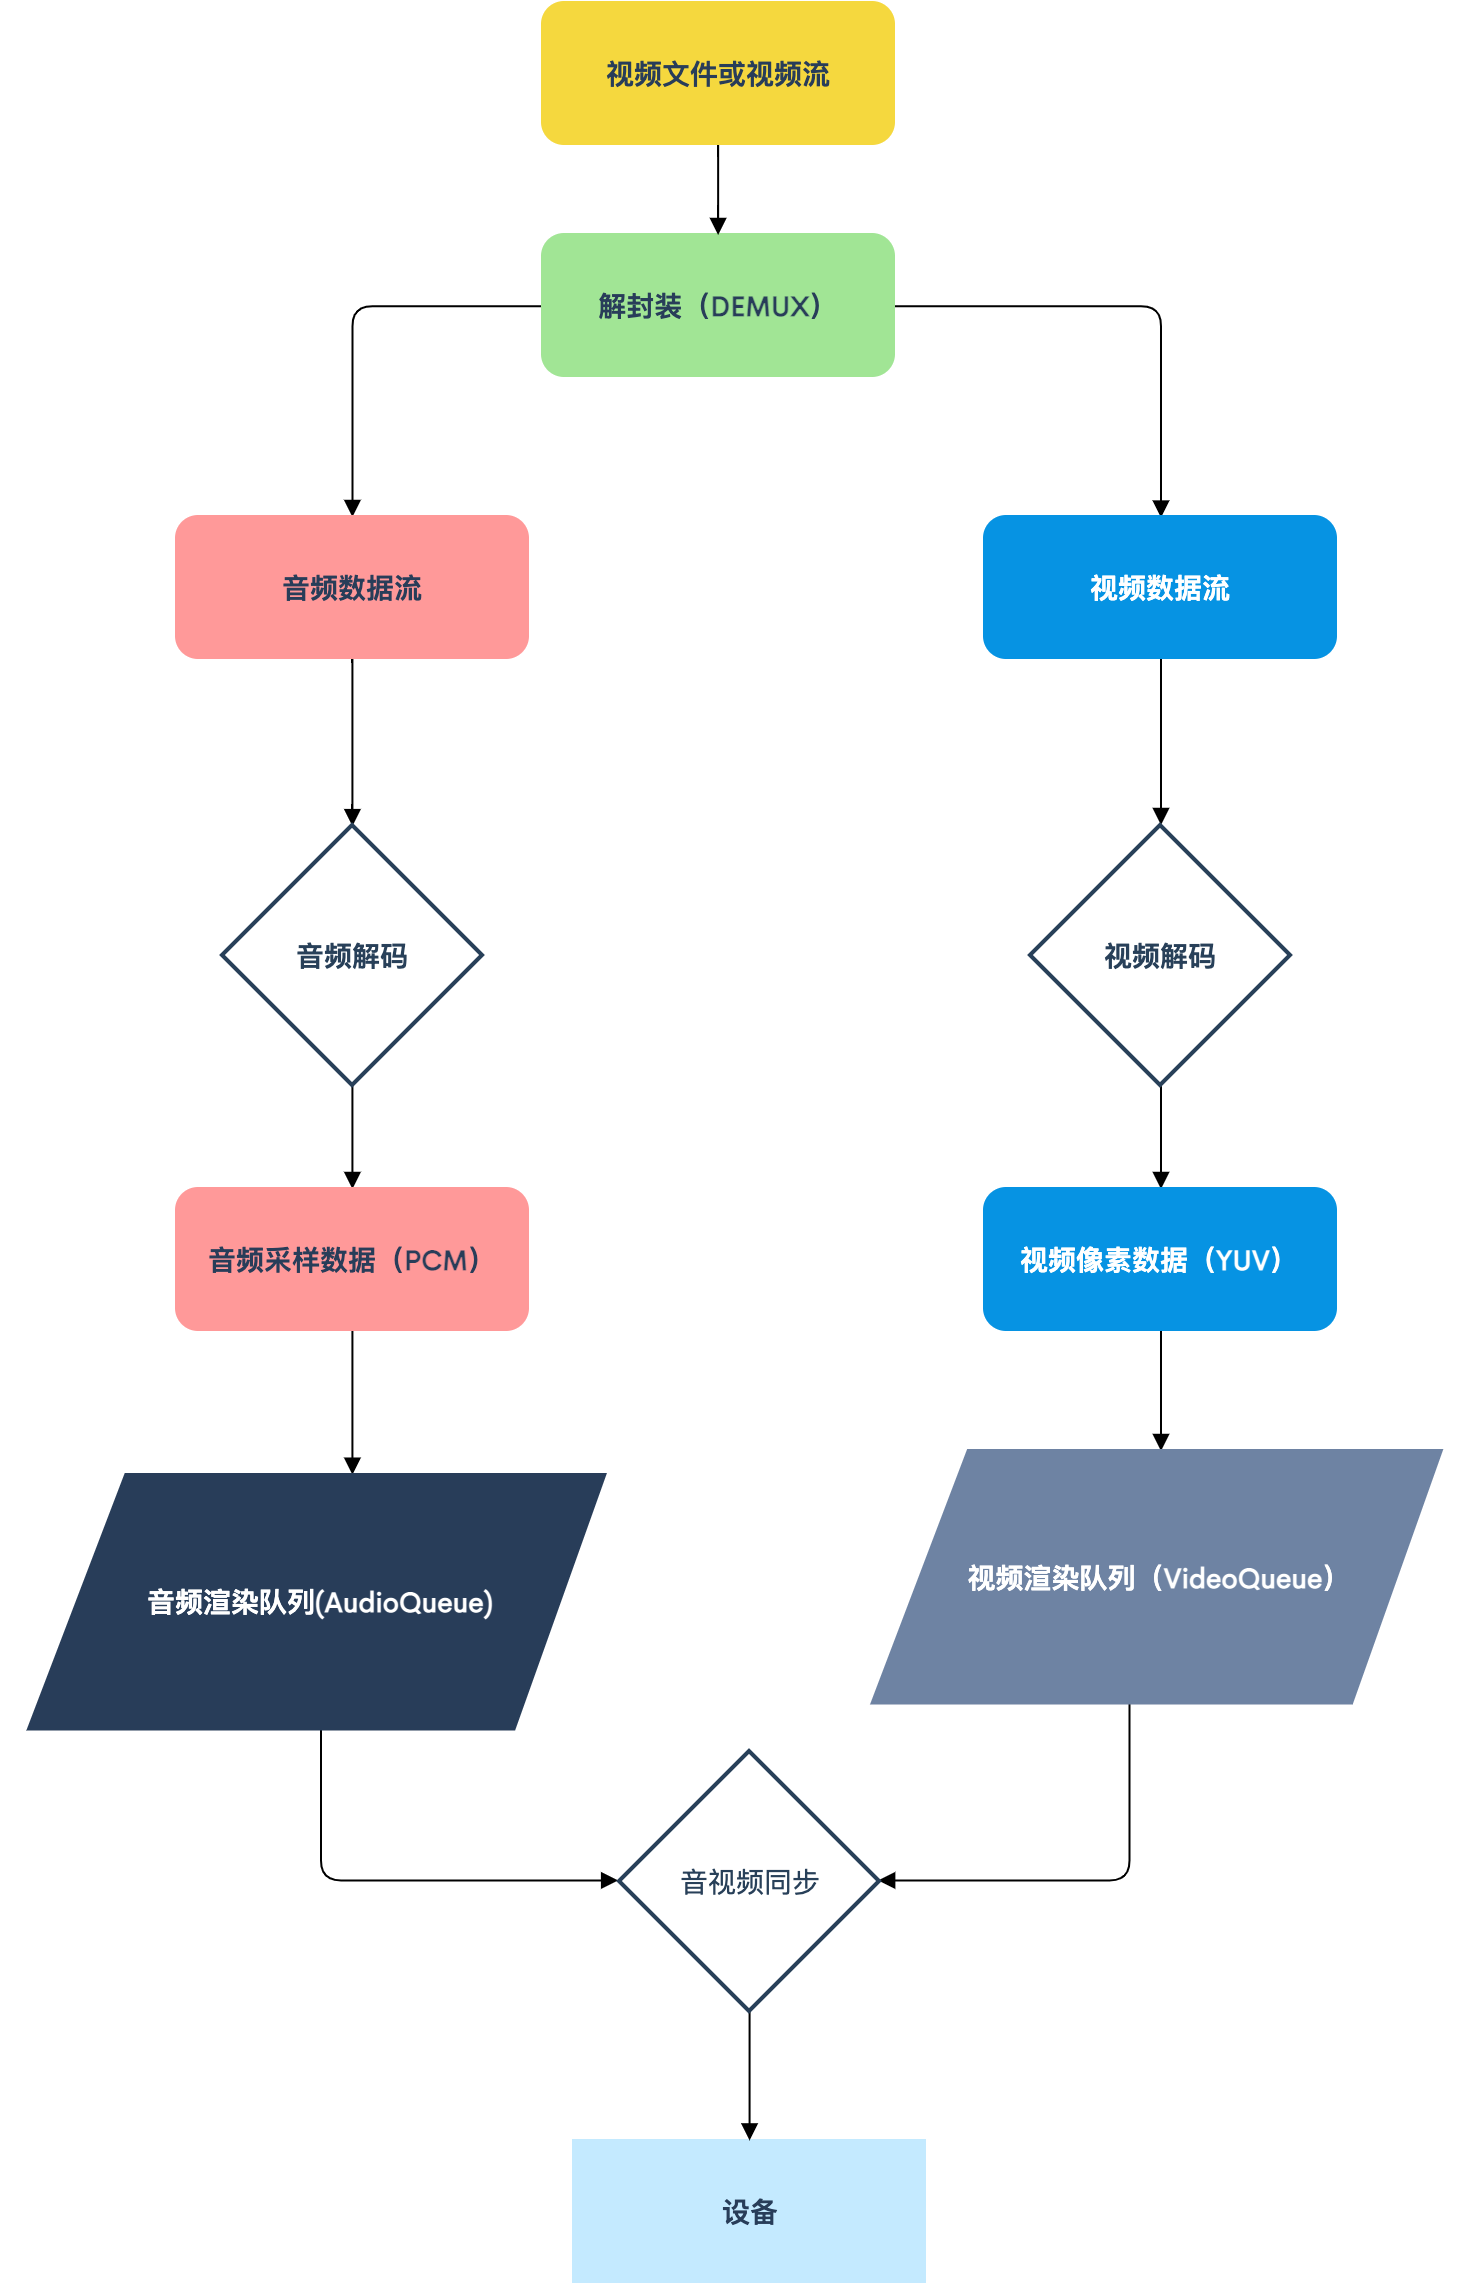 视频文件或视频流
解封装（DEMUX）
音频数据流
视频数据流
音频解码
视频解码
音频采样数据（PCM）
视频像素数据（YUV）
音频渲染队列(AudioQueue)
视频渲染队列（VideoQueue）
音视频同步
设备